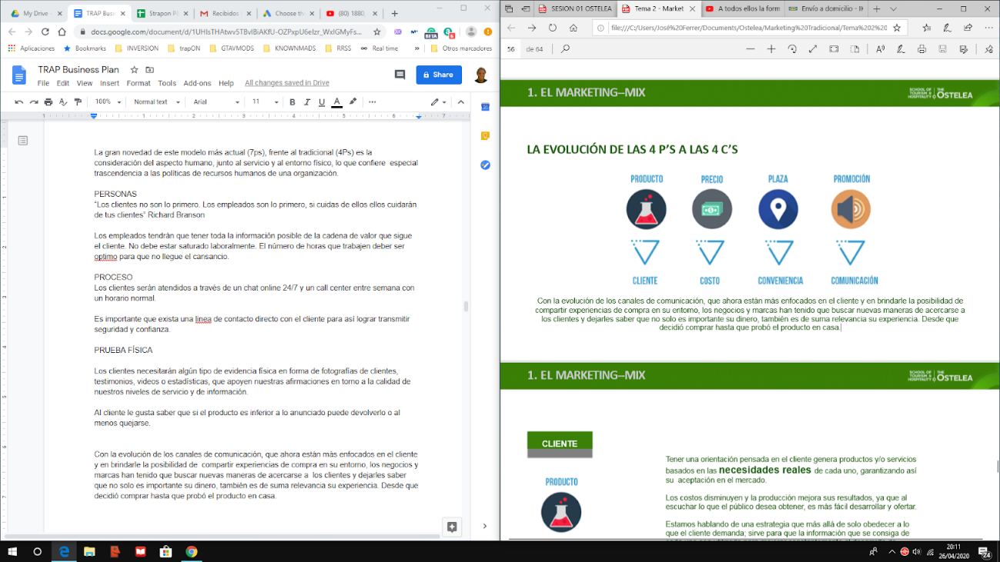 My Drive -
TRAP Busi
Strapon P
Recibidos
Choose th
(80) 1880
docs.google.com/document/d/1UHIsTHAtwv5TBvlBiAKfU-OZPxpU6elzr_WxIGMyFs...
Aplicaciones
Bookmarks
INVERSION
trapON
GTAVMODS
KNOWNMADS
RRSS
Real time
Otros marcadores
TRAP Business Plan
File Edit View Insert Format Tools Add-ons Help All changes saved in Drive
Share
100% Normal text Arial 11 B I U A
La gran novedad de este modelo más actual (7ps), frente al tradicional (4Ps) es la
consideración del aspecto humano, junto al servicio y al entorno físico, lo que confiere especial
trascendencia a las políticas de recursos humanos de una organización.
PERSONAS
“Los clientes no son lo primero. Los empleados son lo primero, si cuidas de ellos ellos cuidarán
de tus clientes” Richard Branson
Los empleados tendrán que tener toda la información posible de la cadena de valor que sigue
el cliente. No debe estar saturado laboralmente. El número de horas que trabajen deber ser
optimo para que no llegue el cansancio.
PROCESO
Los clientes serán atendidos a través de un chat online 24/7 y un call center entre semana con
un horario normal.
Es importante que exista una linea de contacto directo con el cliente para así lograr transmitir
seguridad y confianza.
PRUEBA FÍSICA
Los clientes necesitarán algún tipo de evidencia física en forma de fotografías de clientes,
testimonios, videos o estadísticas, que apoyen nuestras afirmaciones en torno a la calidad de
nuestros niveles de servicio y de información.
Al cliente le gusta saber que si el producto es inferior a lo anunciado puede devolverlo o al
menos quejarse.
Con la evolución de los canales de comunicación, que ahora están más enfocados en el cliente
y en brindarle la posibilidad de compartir experiencias de compra en su entorno, los negocios y
marcas han tenido que buscar nuevas maneras de acercarse a los clientes y dejarles saber
que no solo es importante su dinero, también es de suma relevancia su experiencia. Desde que
decidió comprar hasta que probó el producto en casa.
SESION 01 OSTELEA
Tema 2 - Market
A todos ellos la form
Envío a domicilio - I
file:///C:/Users/José%20Ferrer/Documents/Ostelea/Marketing%20Tradicional/Tema%202%20
56 de 64
1. EL MARKETING–MIX
SCHOOL OF TOURISM & HOSPITALITY THE OSTELEA
LA EVOLUCIÓN DE LAS 4 P’S A LAS 4 C’S
PRODUCTO PRECIO PLAZA PROMOCIÓN
CLIENTE COSTO CONVENIENCIA COMUNICACIÓN
Con la evolución de los canales de comunicación, que ahora están más enfocados en el cliente y en brindarle la posibilidad de
compartir experiencias de compra en su entorno, los negocios y marcas han tenido que buscar nuevas maneras de acercarse a
los clientes y dejarles saber que no solo es importante su dinero, también es de suma relevancia su experiencia. Desde que
decidió comprar hasta que probó el producto en casa.
1. EL MARKETING–MIX
SCHOOL OF TOURISM & HOSPITALITY THE OSTELEA
CLIENTE
PRODUCTO
Tener una orientación pensada en el cliente genera productos y/o servicios
basados en las necesidades reales de cada uno, garantizando así
su aceptación en el mercado.
Los costos disminuyen y la producción mejora sus resultados, ya que al
escuchar lo que el público desea obtener, es más fácil desarrollar y ofertar.
Estamos hablando de una estrategia que más allá de solo obedecer a lo
que el cliente demanda; sirve para que la información que se consiga de
20:11
26/04/2020
24